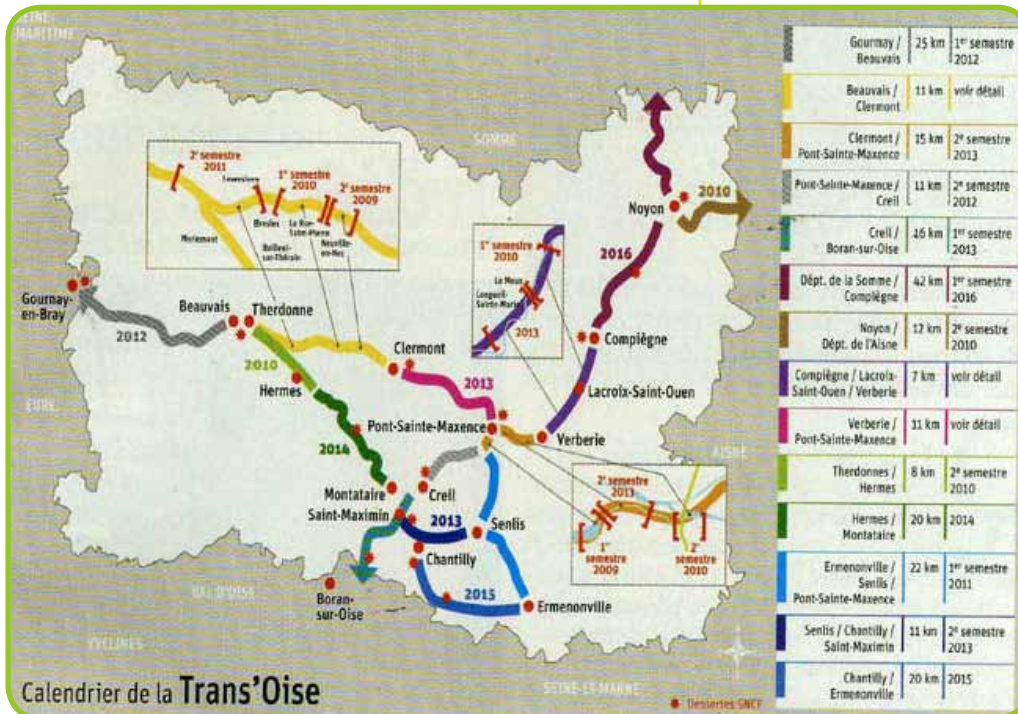 SEINE-
MARITIME
SOMME
EURE
VAL D'OISE
YVELINES
SEINE-ET-MARNE
AISNE
2e semestre
2011
1er semestre
2010
2e semestre
2009
Bresles
La Rue-
Saint-Pierre
Neuville-
en-Hez
Bailleul-
sur-Thérain
1er semestre
2010
Le Meux
Longueil-
Sainte-Marie
2013
Noyon
2010
2016
Gournay-
en-Bray
2012
Beauvais
Therdonne
2010
Hermes
Clermont
2013
Compiègne
Lacroix-Saint-Ouen
Pont-Sainte-Maxence
Verberie
2014
Montataire
Creil
Saint-Maximin
2013
Senlis
Chantilly
2015
Ermenonville
Boran-
sur-Oise
2e semestre
2013
1er
semestre
2009
2e
semestre
2010
Calendrier de la Trans'Oise
Dessertes SNCF
Gournay / Beauvais 25 km 1er semestre 2012
Beauvais / Clermont 11 km voir détail
Clermont / Pont-Sainte-Maxence 15 km 2e semestre 2013
Pont-Sainte-Maxence / Creil 11 km 2e semestre 2012
Creil / Boran-sur-Oise 16 km 1er semestre 2013
Dépt. de la Somme / Compiègne 42 km 1er semestre 2016
Noyon / Dépt. de l'Aisne 12 km 2e semestre 2010
Compiègne / Lacroix-Saint-Ouen / Verberie 7 km voir détail
Verberie / Pont-Sainte-Maxence 11 km voir détail
Therdonnes / Hermes 8 km 2e semestre 2010
Hermes / Montataire 20 km 2014
Ermenonville / Senlis / Pont-Sainte-Maxence 22 km 1er semestre 2011
Senlis / Chantilly / Saint-Maximin 11 km 2e semestre 2013
Chantilly / Ermenonville 20 km 2015